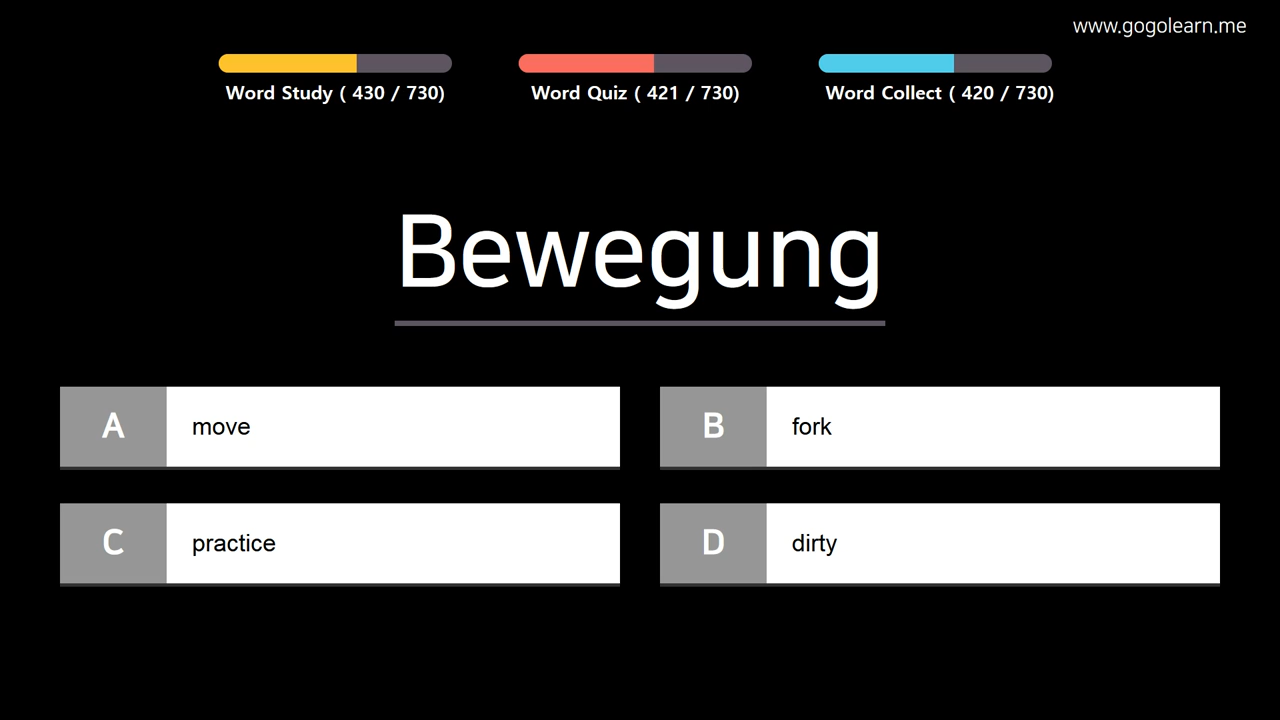 www.gogolearn.me
Word Study ( 430 / 730)
Word Quiz ( 421 / 730)
Word Collect ( 420 / 730)
Bewegung
A move
B fork
C practice
D dirty